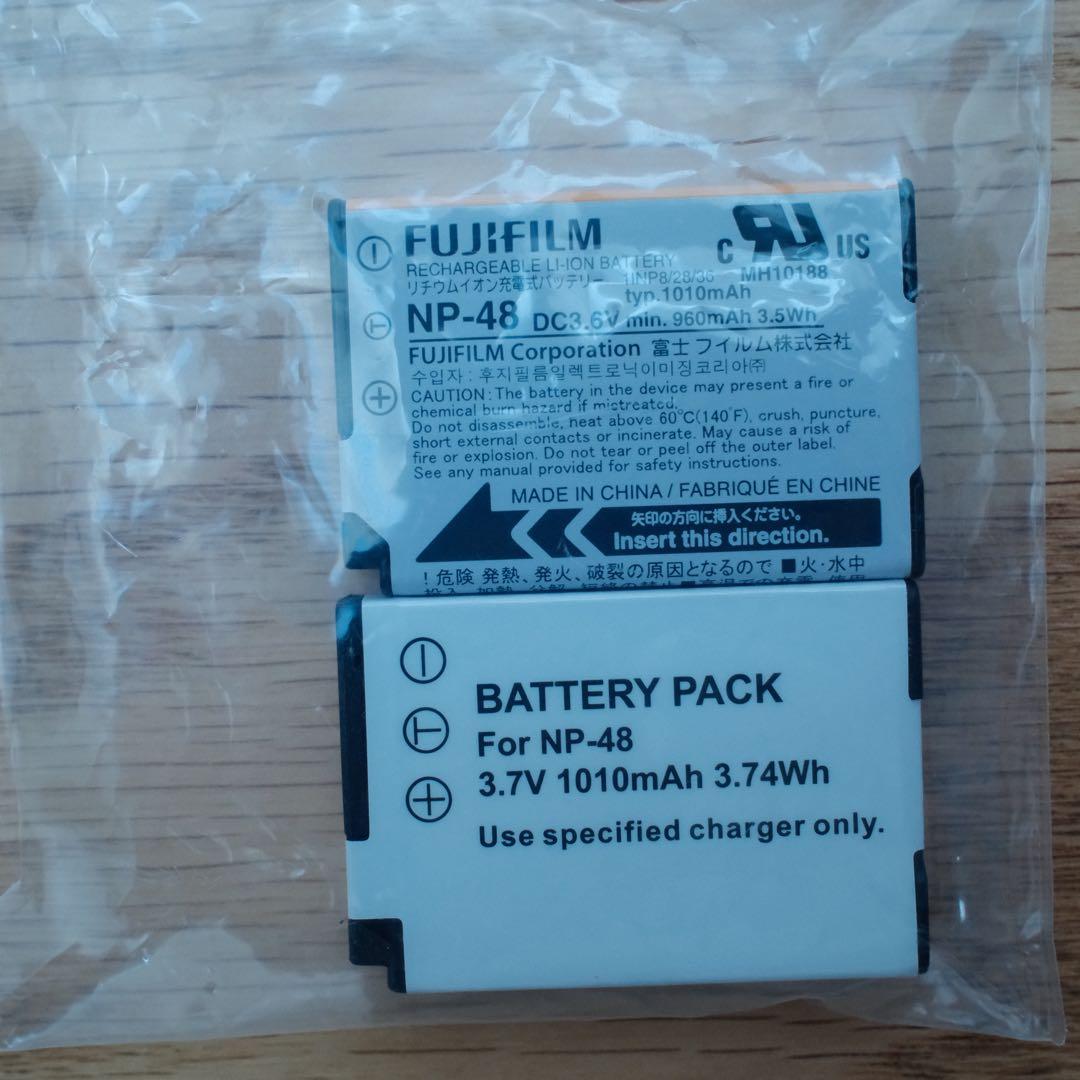 FUJIFILM
RECHARGEABLE LI-ION BATTERY
リチウムイオン充電式バッテリー
typ.1010mAh
NP-48 DC3.6V min. 960mAh 3.5Wh
C RU US
MH10188
FUJIFILM Corporation 富士フイルム株式会社
수입자 : 후지필름일렉트로닉이미징코리아㈜
CAUTION : The battery in the device may present a fire or
chemical burn hazard if mistreated.
Do not disassemble, heat above 60°C(140°F), crush, puncture,
short external contacts or incinerate. May cause a risk of
fire or explosion. Do not tear or peel off the outer label.
See any manual provided for safety instructions.
MADE IN CHINA / FABRIQUÉ EN CHINE
矢印の方向に挿入ください。
Insert this direction.
! 危険 発熱、発火、破裂の原因となるので ■火・水中
BATTERY PACK
For NP-48
3.7V 1010mAh 3.74Wh
Use specified charger only.